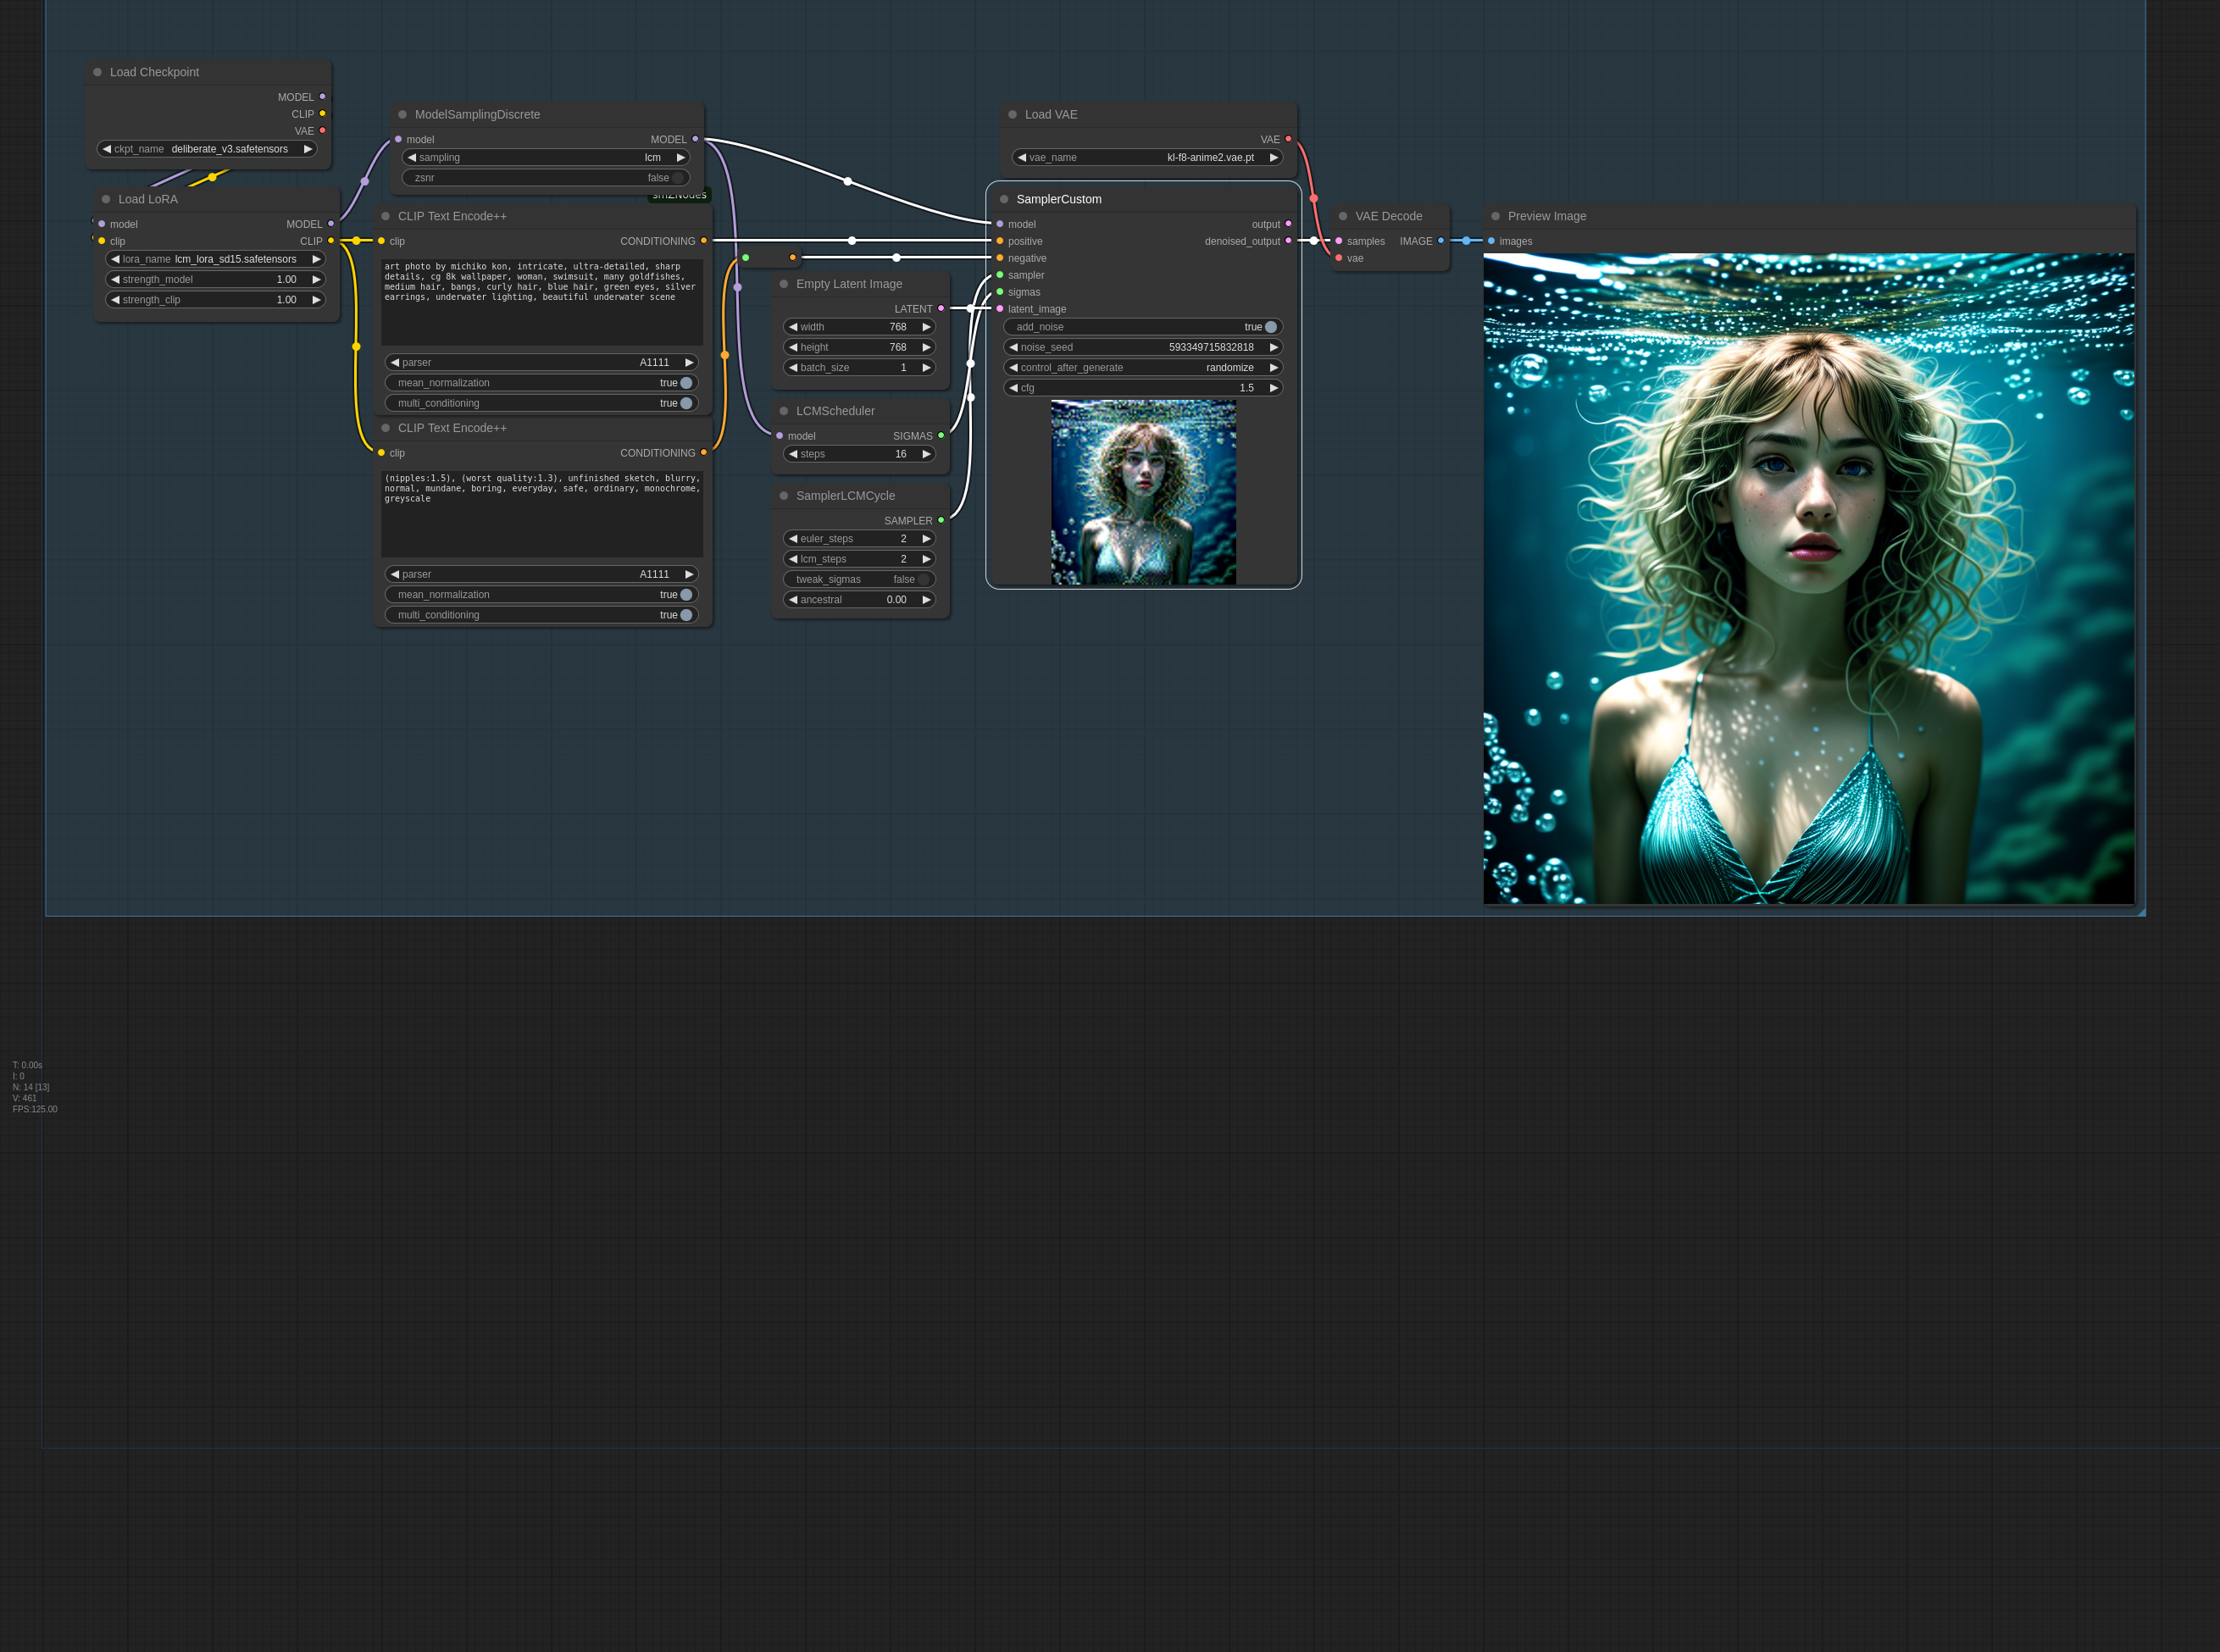 Load Checkpoint
MODEL
CLIP
VAE
ckpt_name deliberate_v3.safetensors
Load LoRA
model MODEL
clip CLIP
lora_name lcm_lora_sd15.safetensors
strength_model 1.00
strength_clip 1.00
ModelSamplingDiscrete
model MODEL
sampling lcm
zsnr false
smZNodes
CLIP Text Encode++
clip CONDITIONING
art photo by michiko kon, intricate, ultra-detailed, sharp
details, cg 8k wallpaper, woman, swimsuit, many goldfishes,
medium hair, bangs, curly hair, blue hair, green eyes, silver
earrings, underwater lighting, beautiful underwater scene
parser A1111
mean_normalization true
multi_conditioning true
CLIP Text Encode++
clip CONDITIONING
(nipples:1.5), (worst quality:1.3), unfinished sketch, blurry,
normal, mundane, boring, everyday, safe, ordinary, monochrome,
greyscale
parser A1111
mean_normalization true
multi_conditioning true
Empty Latent Image
LATENT
width 768
height 768
batch_size 1
LCMScheduler
model SIGMAS
steps 16
SamplerLCMCycle
SAMPLER
euler_steps 2
lcm_steps 2
tweak_sigmas false
ancestral 0.00
Load VAE
VAE
vae_name kl-f8-anime2.vae.pt
SamplerCustom
model output
positive denoised_output
negative
sampler
sigmas
latent_image
add_noise true
noise_seed 593349715832818
control_after_generate randomize
cfg 1.5
VAE Decode
samples IMAGE
vae
Preview Image
images
T: 0.00s
I: 0
N: 14 [13]
V: 461
FPS:125.00